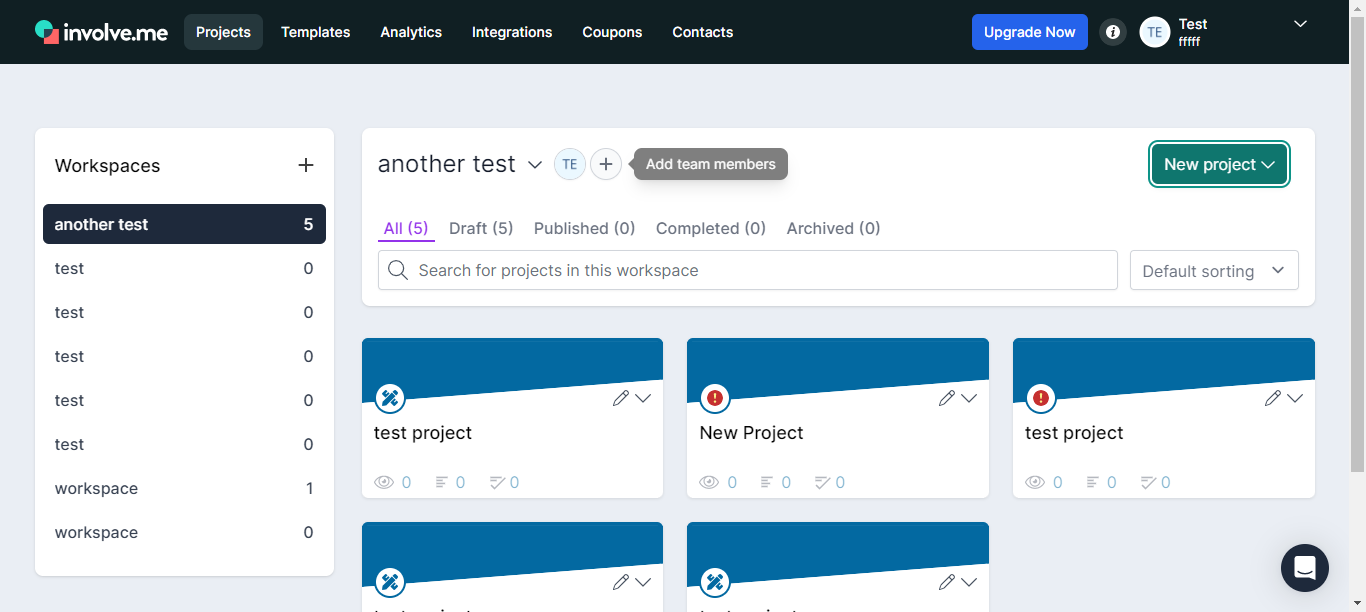 involve.me Projects Templates Analytics Integrations Coupons Contacts Upgrade Now TE Test
fffff
Workspaces
another test 5
test 0
test 0
test 0
test 0
test 0
workspace 1
workspace 0
another test TE Add team members New project
All (5) Draft (5) Published (0) Completed (0) Archived (0)
Search for projects in this workspace Default sorting
test project New Project test project
0 0 0 0 0 0 0 0 0